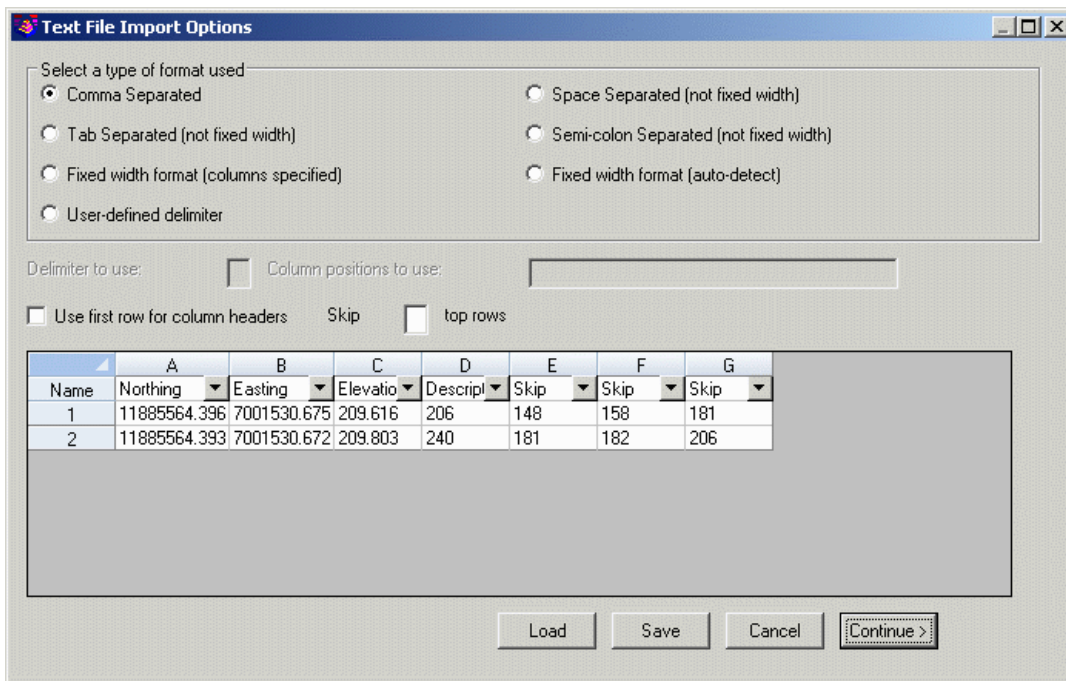 Text File Import Options
Select a type of format used
Comma Separated
Space Separated (not fixed width)
Tab Separated (not fixed width)
Semi-colon Separated (not fixed width)
Fixed width format (columns specified)
Fixed width format (auto-detect)
User-defined delimiter
Delimiter to use: Column positions to use:
Use first row for column headers Skip top rows
A B C D E F G
Name Northing Easting Elevatio Descript Skip Skip Skip
1 11885564.396 7001530.675 209.616 206 148 158 181
2 11885564.393 7001530.672 209.803 240 181 182 206
Load Save Cancel Continue >